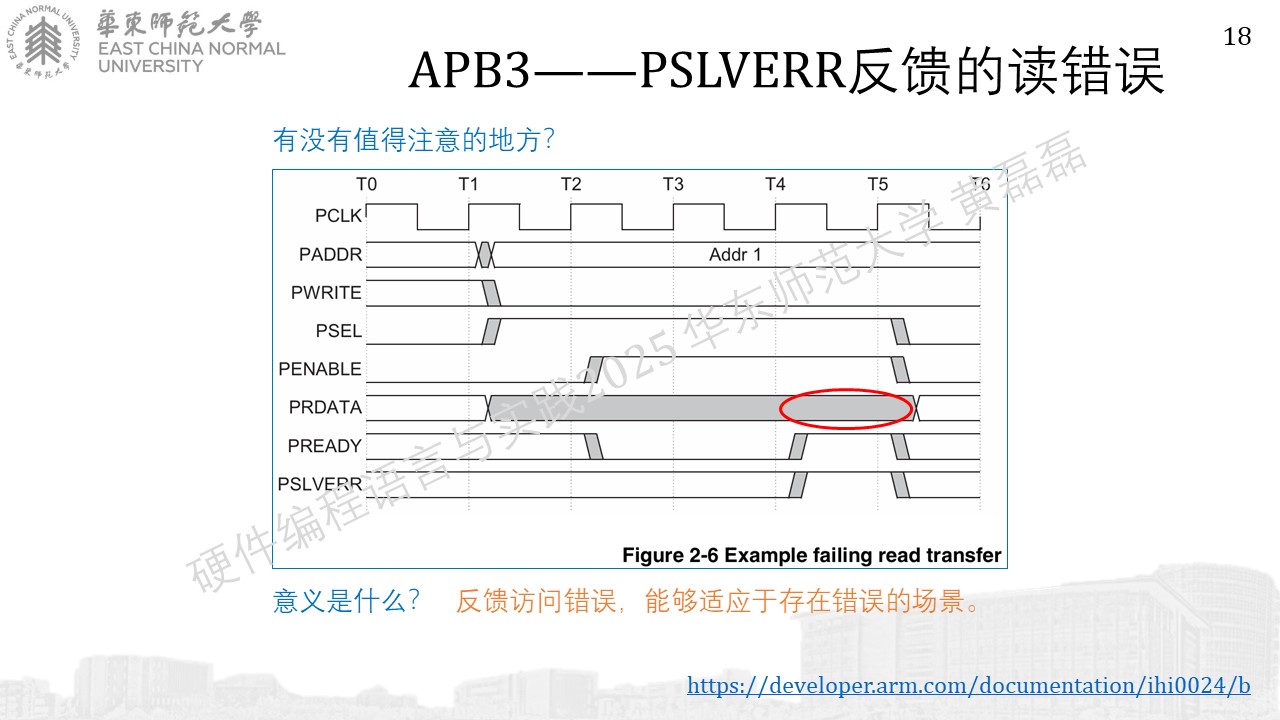 EAST CHINA NORMAL UNIVERSITY
華東師範大學
華東師範大學
EAST CHINA NORMAL
UNIVERSITY
18
APB3——PSLVERR反馈的读错误
有没有值得注意的地方？
T0 T1 T2 T3 T4 T5 T6
PCLK
PADDR Addr 1
PWRITE
PSEL
PENABLE
PRDATA
PREADY
PSLVERR
Figure 2-6 Example failing read transfer
硬件编程语言与实践2025 华东师范大学 黄磊磊
意义是什么？ 反馈访问错误，能够适应于存在错误的场景。
https://developer.arm.com/documentation/ihi0024/b